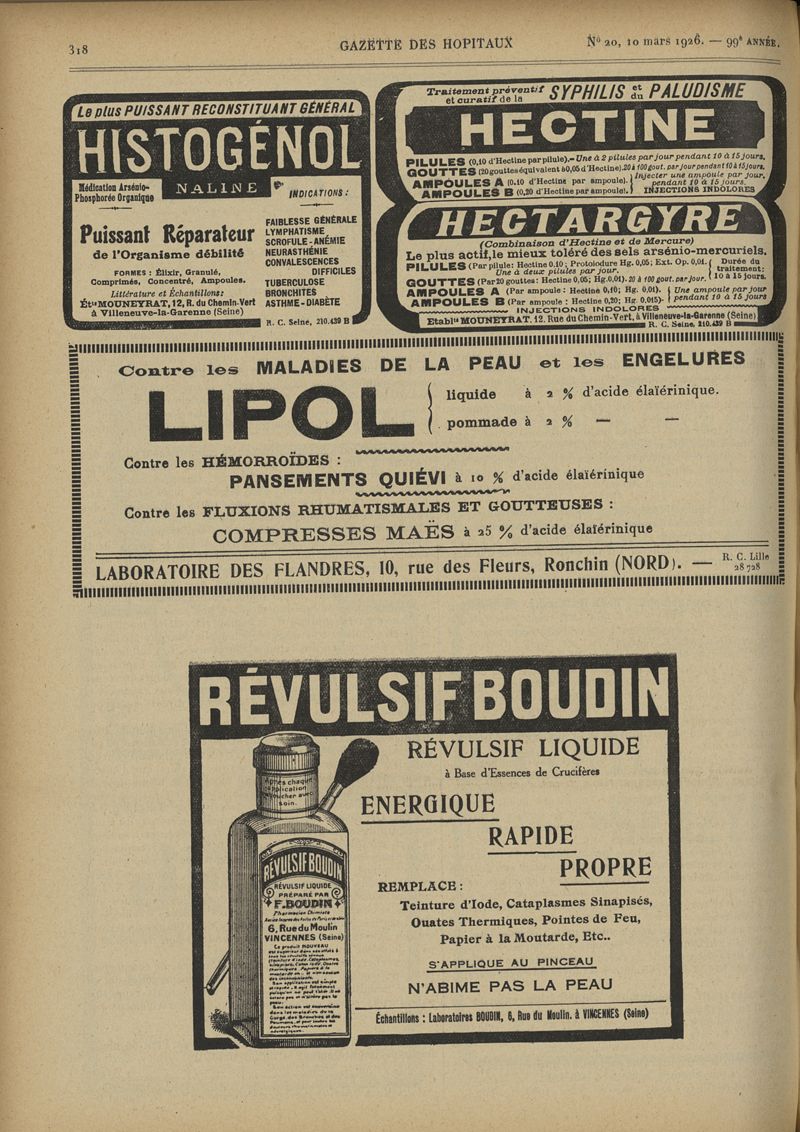 318
GAZETTE DES HOPITAUX
Nº 20, 10 mars 1926. — 99e ANNÉE.
Le plus PUISSANT RECONSTITUANT GÉNÉRAL
HISTOGÉNOL
NALINE
Médication Arsénio-
Phosphorée Organique
INDICATIONS :
Puissant Réparateur
de l'Organisme débilité
FORMES : Élixir, Granulé,
Comprimés, Concentré, Ampoules.
Littérature et Échantillons:
Étts MOUNEYRAT, 12, R. du Chemin-Vert
à Villeneuve-la-Garenne (Seine)
FAIBLESSE GÉNÉRALE
LYMPHATISME
SCROFULE - ANÉMIE
NEURASTHÉNIE
CONVALESCENCES
DIFFICILES
TUBERCULOSE
BRONCHITES
ASTHME - DIABÈTE
R. C. Seine, 210.439 B
Traitement préventif et curatif de la SYPHILIS et du PALUDISME
HECTINE
PILULES (0,10 d'Hectine par pilule).— Une à 2 pilules par jour pendant 10 à 15 jours.
GOUTTES (20 gouttes équivalent à 0,05 d'Hectine). 20 à 100 gout. par jour pendant 10 à 15 jours.
AMPOULES A (0.10 d'Hectine par ampoule). Injecter une ampoule par jour,
AMPOULES B (0,20 d'Hectine par ampoule). pendant 10 à 15 jours.
INJECTIONS INDOLORES
HECTARGYRE
(Combinaison d'Hectine et de Mercure)
Le plus actif, le mieux toléré des sels arsénio-mercuriels.
PILULES (Par pilule: Hectine 0.10 ; Protoiodure Hg. 0,05 ; Ext. Op. 0,01.
Une à deux pilules par jour.
GOUTTES (Par 20 gouttes : Hectine 0,05 ; Hg. 0,01). 20 à 100 gout. par jour.
Durée du
traitement:
10 à 15 jours.
AMPOULES A (Par ampoule : Hectine 0,10 ; Hg. 0,01). Une ampoule par jour
AMPOULES B (Par ampoule : Hectine 0,20 ; Hg. 0,015). pendant 10 à 15 jours
INJECTIONS INDOLORES
Etablts MOUNEYRAT, 12, Rue du Chemin-Vert, à Villeneuve-la-Garenne (Seine)
R. C. Seine, 210.439 B
Contre les MALADIES DE LA PEAU et les ENGELURES
LIPOL
liquide à 2 % d'acide élaïérinique.
pommade à 2 % — —
Contre les HÉMORROÏDES :
PANSEMENTS QUIÉVI à 10 % d'acide élaïérinique
Contre les FLUXIONS RHUMATISMALES ET GOUTTEUSES :
COMPRESSES MAËS à 25 % d'acide élaïérinique
LABORATOIRE DES FLANDRES, 10, rue des Fleurs, Ronchin (NORD). — R. C. Lille 28928
RÉVULSIF BOUDIN
RÉVULSIF LIQUIDE
à Base d'Essences de Crucifères
ENERGIQUE
RAPIDE
PROPRE
REMPLACE :
Teinture d'Iode, Cataplasmes Sinapisés,
Ouates Thermiques, Pointes de Feu,
Papier à la Moutarde, Etc..
S'APPLIQUE AU PINCEAU
N'ABIME PAS LA PEAU
Échantillons : Laboratoires BOUDIN, 6, Rue du Moulin, à VINCENNES (Seine)
Après chaque
application
boucher avec
soin.
RÉVULSIF BOUDIN
RÉVULSIF LIQUIDE
PRÉPARÉ PAR
F. BOUDIN
Pharmacien Chimiste
6, Rue du Moulin
VINCENNES (Seine)
Ce produit NOUVEAU